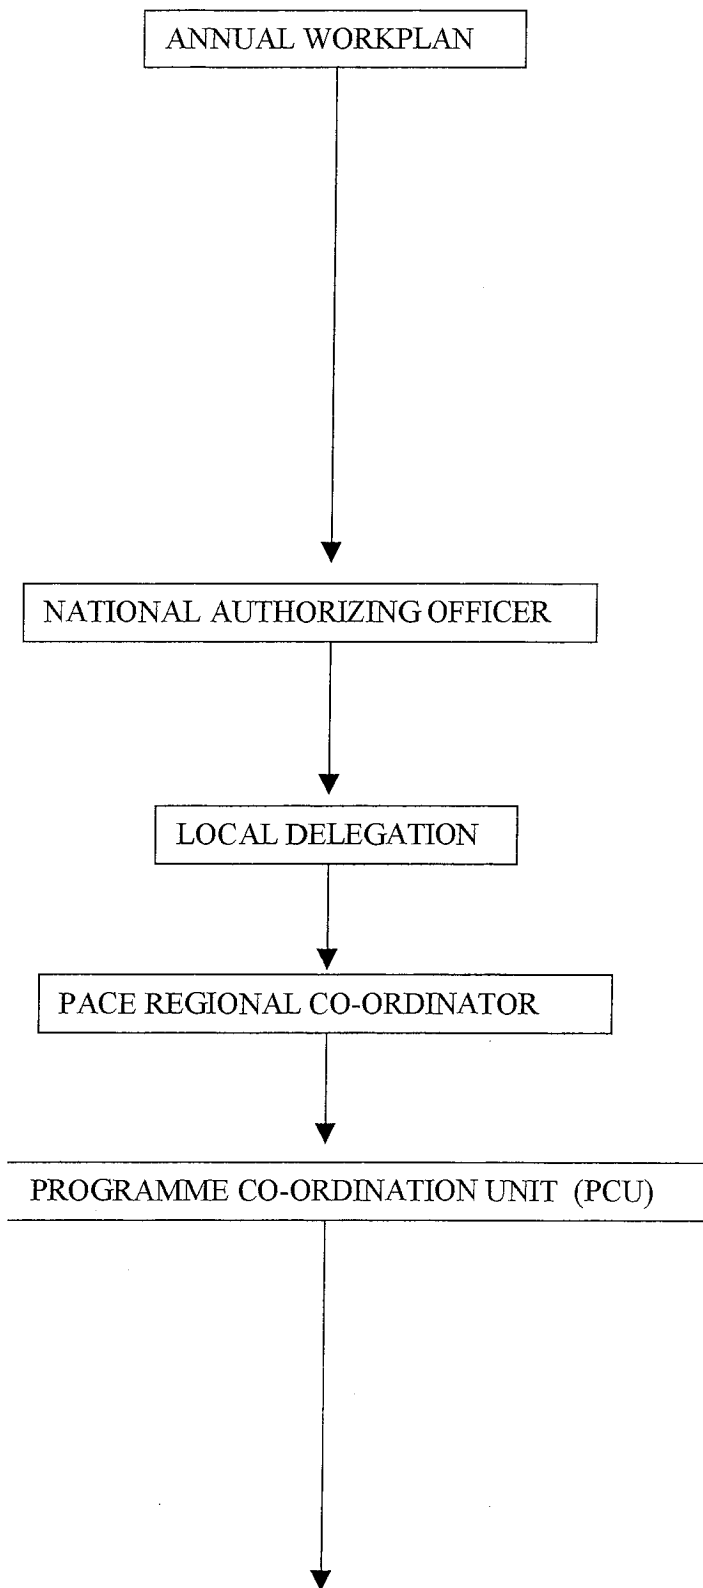 ANNUAL WORKPLAN
NATIONAL AUTHORIZING OFFICER
LOCAL DELEGATION
PACE REGIONAL CO-ORDINATOR
PROGRAMME CO-ORDINATION UNIT (PCU)